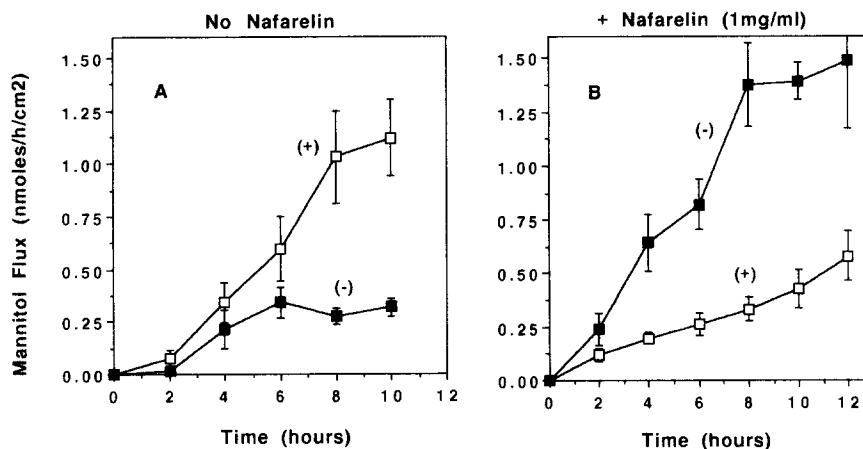 No Nafarelin
+ Nafarelin (1mg/ml)
Mannitol Flux (nmoles/h/cm2)
1.50
1.25
1.00
0.75
0.50
0.25
0.00
A
(+)
(-)
0 2 4 6 8 10 12
Time (hours)
1.50
1.25
1.00
0.75
0.50
0.25
0.00
B
(-)
(+)
0 2 4 6 8 10 12
Time (hours)